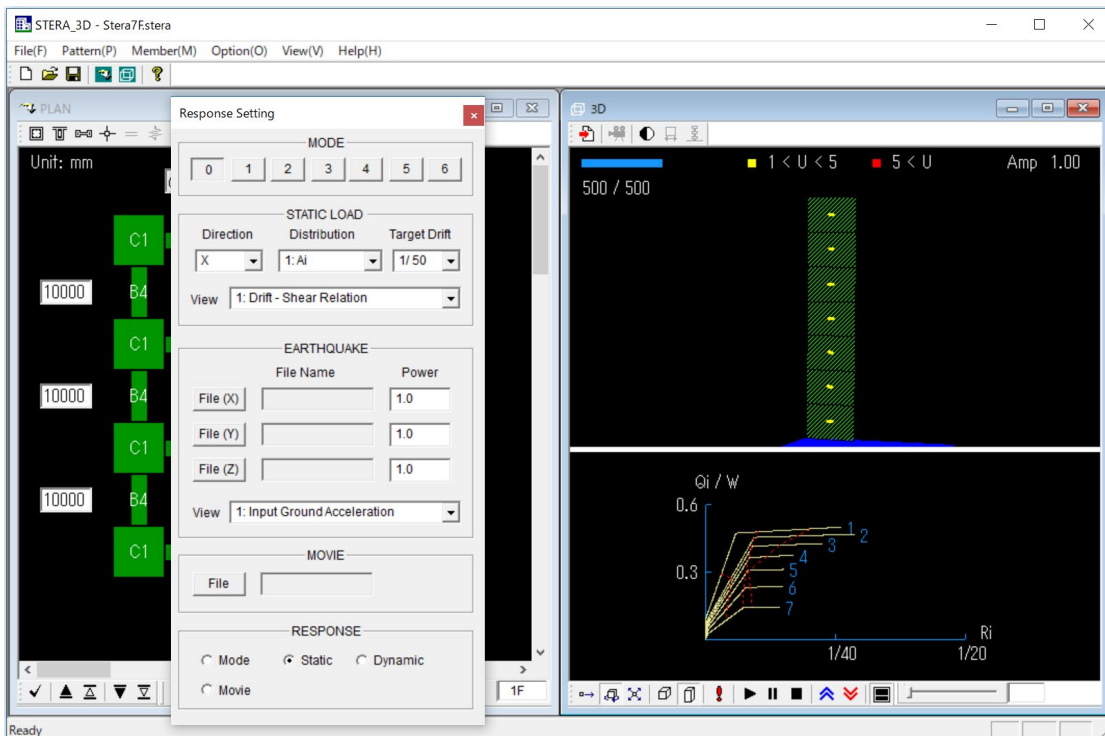 STERA_3D - Stera7F.stera
File(F) Pattern(P) Member(M) Option(O) View(V) Help(H)
PLAN
Unit: mm
C1
10000 B4
C1
10000 B4
C1
10000 B4
C1
1F
Response Setting
MODE
0 1 2 3 4 5 6
STATIC LOAD
Direction Distribution Target Drift
X 1: Ai 1/ 50
View 1: Drift - Shear Relation
EARTHQUAKE
File Name Power
File (X) 1.0
File (Y) 1.0
File (Z) 1.0
View 1: Input Ground Acceleration
MOVIE
File
RESPONSE
Mode Static Dynamic
Movie
3D
1 < U < 5 5 < U Amp 1.00
500 / 500
Qi / W
0.6
1
2
3
4
0.3 5
6
7
Ri
1/40 1/20
Ready